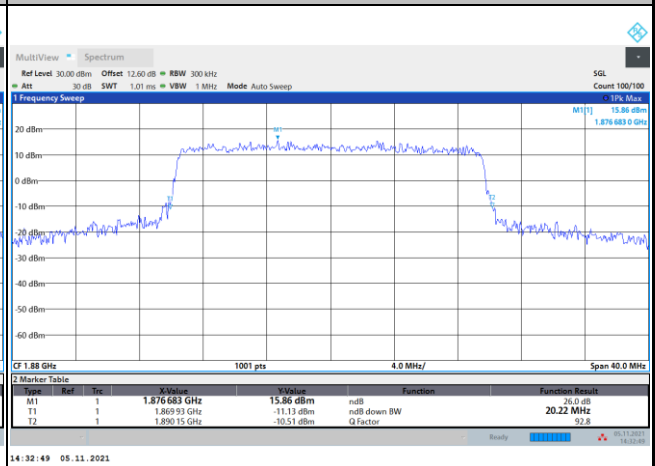 MultiView Spectrum
Ref Level 30.00 dBm Offset 12.60 dB RBW 300 kHz SGL
Att 30 dB SWT 1.01 ms VBW 1 MHz Mode Auto Sweep Count 100/100
1 Frequency Sweep 1Pk Max
M1[1] 15.86 dBm
1.876 683 0 GHz
20 dBm
M1
10 dBm
0 dBm
-10 dBm
T1
T2
-20 dBm
-30 dBm
-40 dBm
-50 dBm
-60 dBm
CF 1.88 GHz 1001 pts 4.0 MHz/ Span 40.0 MHz
2 Marker Table
Type Ref Trc X-Value Y-Value Function Function Result
M1 1 1.876 683 GHz 15.86 dBm ndB 26.0 dB
T1 1 1.869 93 GHz -11.13 dBm ndB down BW 20.22 MHz
T2 1 1.890 15 GHz -10.51 dBm Q Factor 92.8
Ready 05.11.2021
14:32:49
14:32:49 05.11.2021